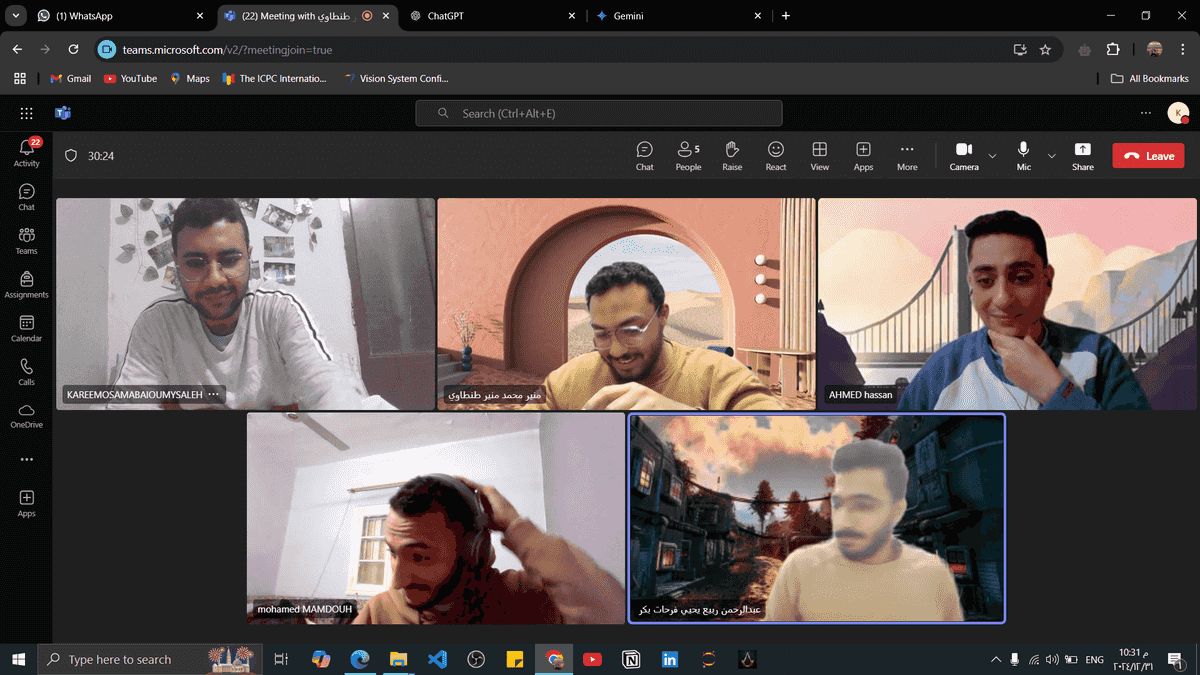 (1) WhatsApp
(22) Meeting with طنطاوي
ChatGPT
Gemini
teams.microsoft.com/v2/?meetingjoin=true
Gmail
YouTube
Maps
The ICPC Internatio...
Vision System Confi...
All Bookmarks
Search (Ctrl+Alt+E)
K
22
Activity
Chat
Teams
Assignments
Calendar
Calls
OneDrive
Apps
30:24
Chat
5
People
Raise
React
View
Apps
More
Camera
Mic
Share
Leave
KAREEMOSAMABAIOUMYSALEH ...
منير محمد منير طنطاوي
AHMED hassan
mohamed MAMDOUH
عبدالرحمن ربيع يحيي فرحات بكر
Type here to search
ENG
10:31 م
٢٠٢٤/١٢/٣١
1